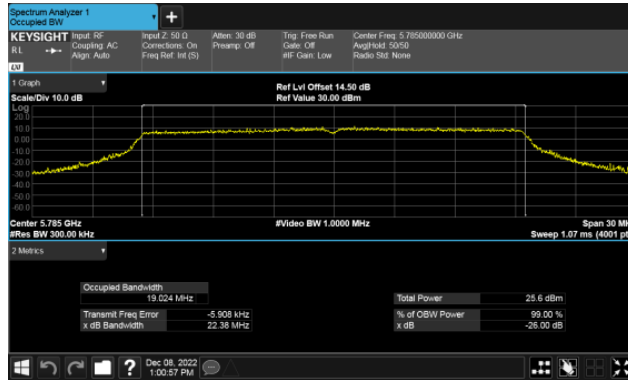 Spectrum Analyzer 1
Occupied BW
+
KEYSIGHT Input: RF Input Z: 50 Ω Atten: 30 dB Trig: Free Run Center Freq: 5.785000000 GHz
RL Coupling: AC Corrections: On Preamp: Off Gate: Off Avg|Hold: 50/50
Align: Auto Freq Ref: Int (S) #IF Gain: Low Radio Std: None
LXI
1 Graph
Ref Lvl Offset 14.50 dB
Scale/Div 10.0 dB Ref Value 30.00 dBm
Log
20.0
10.0
0.00
-10.0
-20.0
-30.0
-40.0
-50.0
-60.0
Center 5.785 GHz #Video BW 1.0000 MHz Span 30 MH
#Res BW 300.00 kHz Sweep 1.07 ms (4001 pt
2 Metrics
Occupied Bandwidth
19.024 MHz Total Power 25.6 dBm
Transmit Freq Error -5.908 kHz % of OBW Power 99.00 %
x dB Bandwidth 22.38 MHz x dB -26.00 dB
? Dec 08, 2022
1:00:57 PM